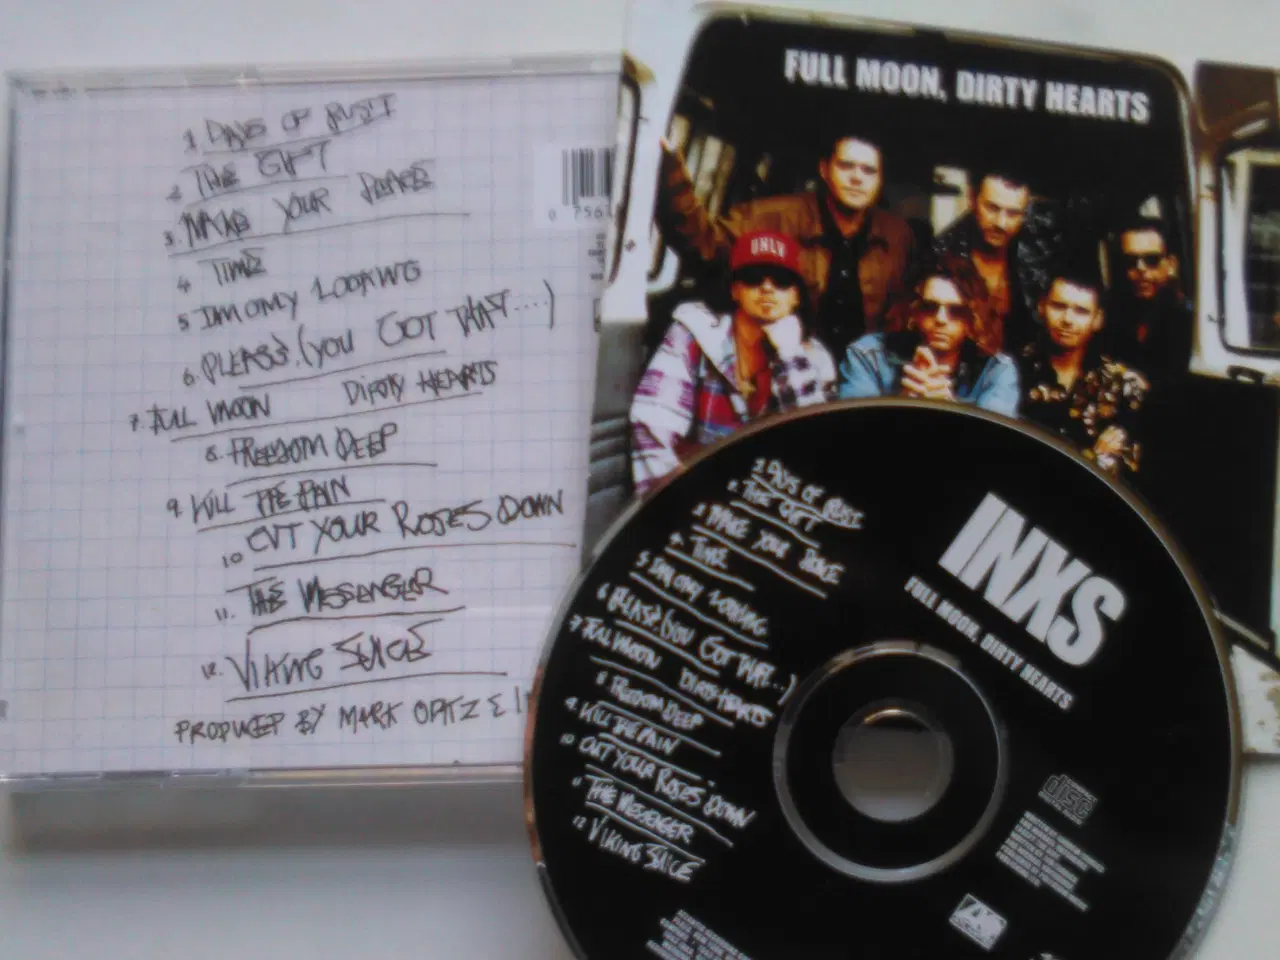 1 DAYS OF RUST
2 THE GIFT
3. MAKE YOUR PEACE
4 TIME
5 IM ONLY LOOKING
6. PLEASE.(YOU GOT THAT....)
7. FULL MOON DIRTY HEARTS
8. FREEDOM DEEP
9. KILL THE PAIN
10 CUT YOUR ROSES DOWN
11. THE MESSENGER
12. VIKING JUICE
PRODUCED BY MARK OPITZ & I
FULL MOON, DIRTY HEARTS
UNLV
INXS
FULL MOON, DIRTY HEARTS
1 DAYS OF RUST
2 THE GIFT
3 MAKE YOUR PEACE
4 TIME
5 IM ONLY LOOKING
6 PLEASE.(YOU GOT THAT...)
7 FULL MOON DIRTY HEARTS
8 FREEDOM DEEP
9. KILL THE PAIN
10 CUT YOUR ROSES DOWN
11 THE MESSENGER
12 VIKING JUICE
COMPACT
disc